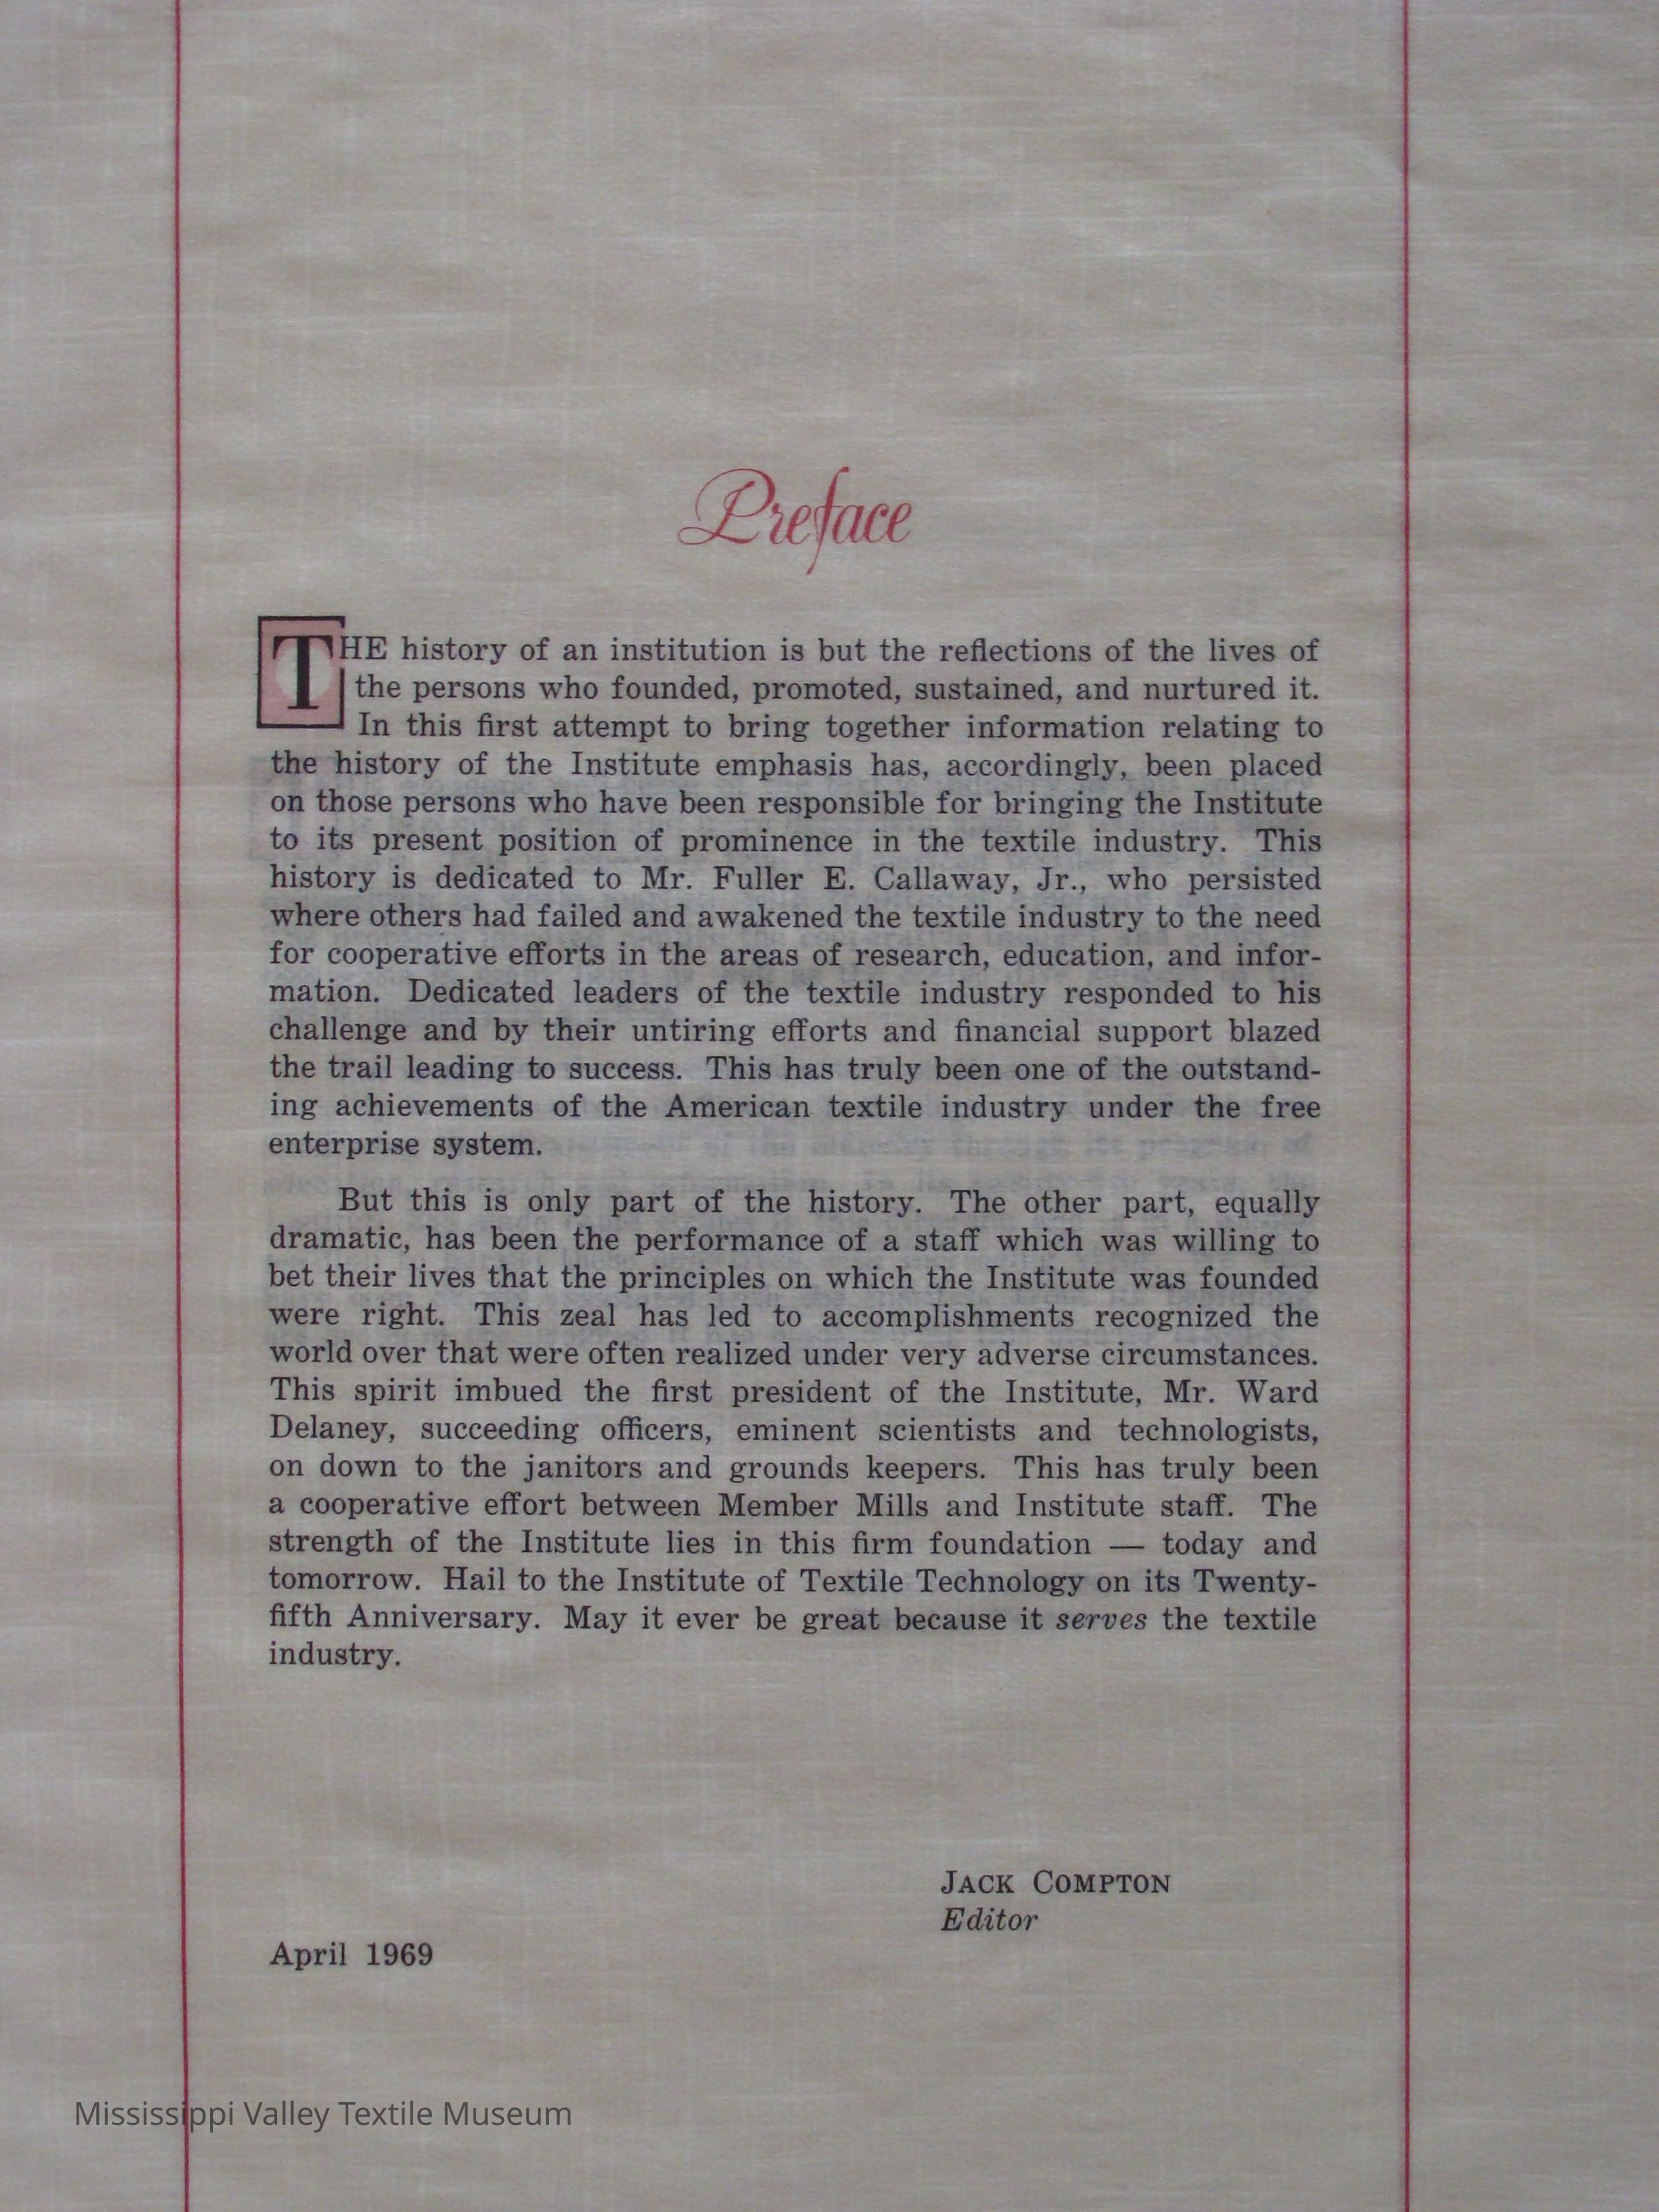 Preface
THE history of an institution is but the reflections of the lives of
the persons who founded, promoted, sustained, and nurtured it.
In this first attempt to bring together information relating to
the history of the Institute emphasis has, accordingly, been placed
on those persons who have been responsible for bringing the Institute
to its present position of prominence in the textile industry. This
history is dedicated to Mr. Fuller E. Callaway, Jr., who persisted
where others had failed and awakened the textile industry to the need
for cooperative efforts in the areas of research, education, and infor-
mation. Dedicated leaders of the textile industry responded to his
challenge and by their untiring efforts and financial support blazed
the trail leading to success. This has truly been one of the outstand-
ing achievements of the American textile industry under the free
enterprise system.
But this is only part of the history. The other part, equally
dramatic, has been the performance of a staff which was willing to
bet their lives that the principles on which the Institute was founded
were right. This zeal has led to accomplishments recognized the
world over that were often realized under very adverse circumstances.
This spirit imbued the first president of the Institute, Mr. Ward
Delaney, succeeding officers, eminent scientists and technologists,
on down to the janitors and grounds keepers. This has truly been
a cooperative effort between Member Mills and Institute staff. The
strength of the Institute lies in this firm foundation — today and
tomorrow. Hail to the Institute of Textile Technology on its Twenty-
fifth Anniversary. May it ever be great because it serves the textile
industry.
JACK COMPTON
Editor
April 1969
Mississippi Valley Textile Museum